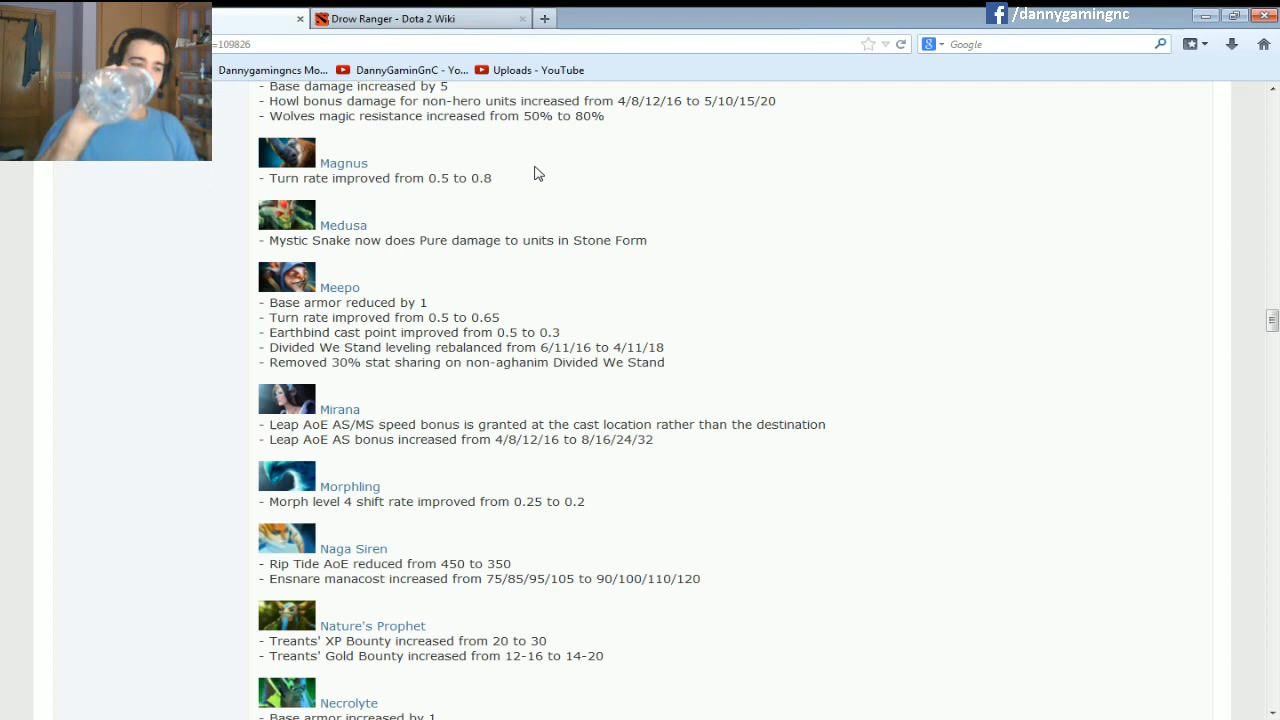 Drow Ranger - Dota 2 Wiki
/dannygamingnc
=109826
Google
Dannygamingncs Mo...
DannyGaminGnC - Yo...
Uploads - YouTube
- Base damage increased by 5
- Howl bonus damage for non-hero units increased from 4/8/12/16 to 5/10/15/20
- Wolves magic resistance increased from 50% to 80%
Magnus
- Turn rate improved from 0.5 to 0.8
Medusa
- Mystic Snake now does Pure damage to units in Stone Form
Meepo
- Base armor reduced by 1
- Turn rate improved from 0.5 to 0.65
- Earthbind cast point improved from 0.5 to 0.3
- Divided We Stand leveling rebalanced from 6/11/16 to 4/11/18
- Removed 30% stat sharing on non-aghanim Divided We Stand
Mirana
- Leap AoE AS/MS speed bonus is granted at the cast location rather than the destination
- Leap AoE AS bonus increased from 4/8/12/16 to 8/16/24/32
Morphling
- Morph level 4 shift rate improved from 0.25 to 0.2
Naga Siren
- Rip Tide AoE reduced from 450 to 350
- Ensnare manacost increased from 75/85/95/105 to 90/100/110/120
Nature's Prophet
- Treants' XP Bounty increased from 20 to 30
- Treants' Gold Bounty increased from 12-16 to 14-20
Necrolyte
- Base armor increased by 1